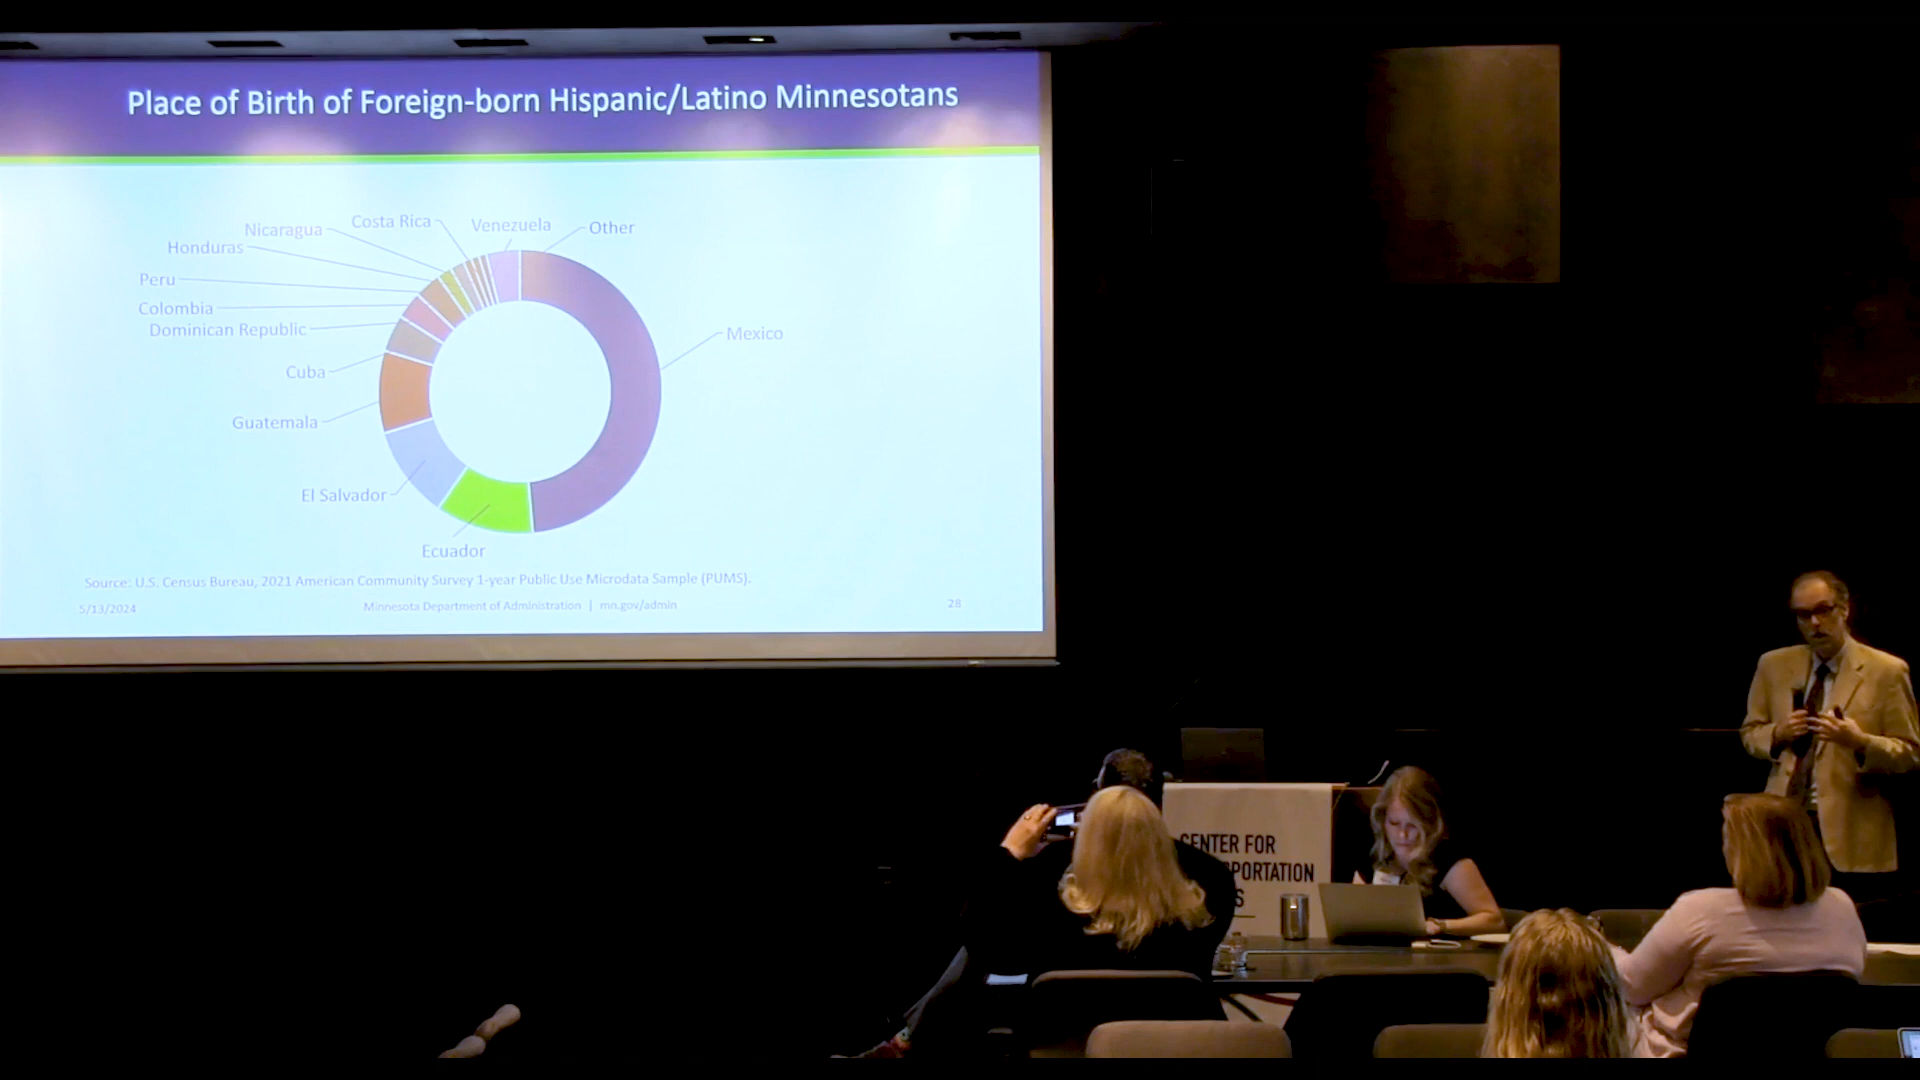 Place of Birth of Foreign-born Hispanic/Latino Minnesotans
Costa Rica
Venezuela
Other
Nicaragua
Honduras
Peru
Colombia
Dominican Republic
Mexico
Cuba
Guatemala
El Salvador
Ecuador
Source: U.S. Census Bureau, 2021 American Community Survey 1-year Public Use Microdata Sample (PUMS).
5/13/2024
Minnesota Department of Administration | mn.gov/admin
28
CENTER FOR
PORTATION
S